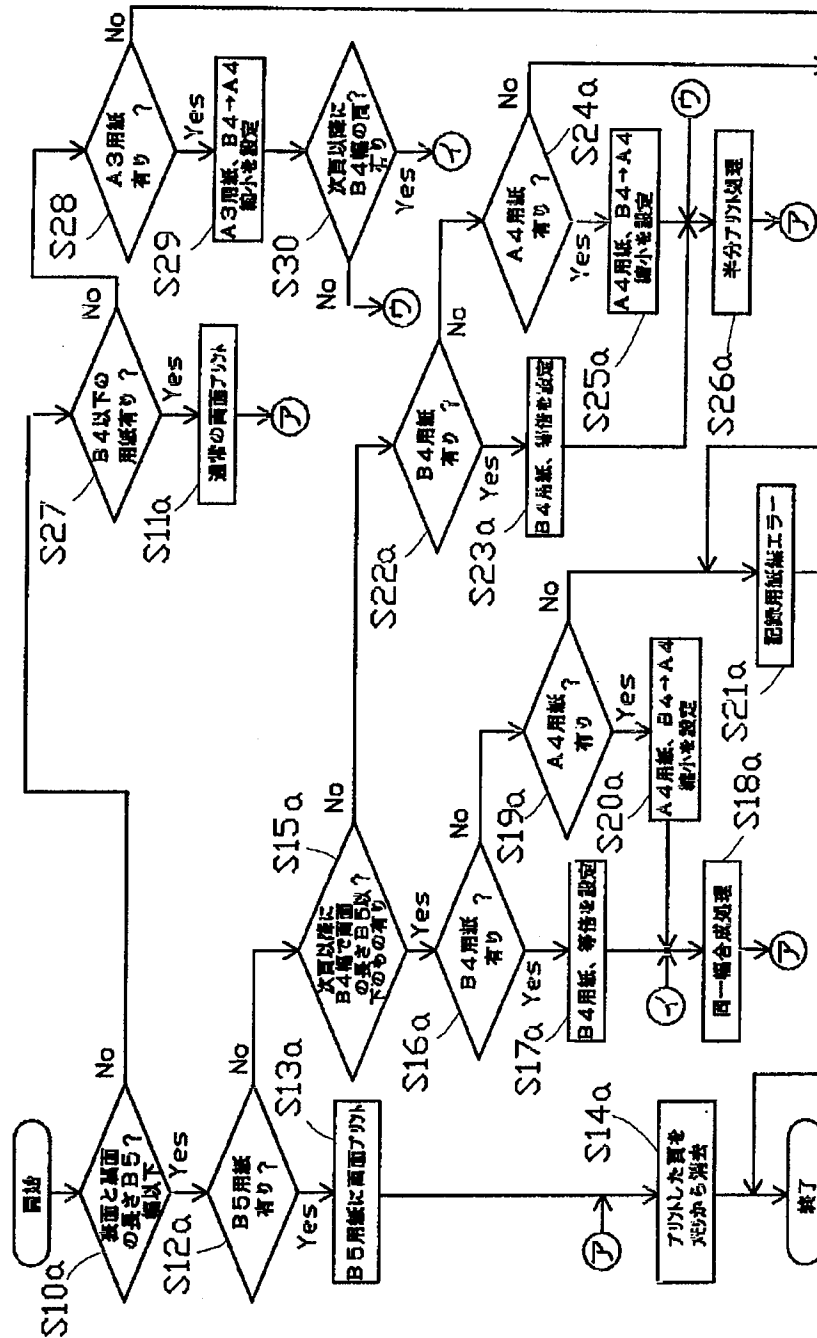 開始
S10a
表面と裏面
の長さB5
幅以下
?
Yes
No
S12a
B5用紙
有り?
Yes
No
S13a
B5用紙に両面プリント
ア
S14a
プリントした頁を
メモリから消去
終了
S15a
次頁以降に
B4幅で両面
の長さB5以
下のもの有り
?
Yes
No
S16a
B4用紙
有り
?
Yes
No
S17a
B4用紙、等倍を設定
イ
S18a
同一幅合成処理
ア
S19a
A4用紙
有り
?
Yes
No
S20a
A4用紙、B4→A4
縮小を設定
S21a
記録用紙無エラー
S22a
B4用紙
有り
?
Yes
No
S23a
B4用紙、等倍を設定
S24a
A4用紙
有り
?
Yes
No
S25a
A4用紙、B4→A4
縮小を設定
ウ
S26a
半分プリント処理
ア
S27
B4以下の
用紙有り
?
Yes
No
S11a
通常の両面プリント
ア
S28
A3用紙
有り
?
Yes
No
S29
A3用紙、B4→A4
縮小を設定
S30
次頁以降に
B4幅の頁
有り
?
Yes
No
イ
ウ